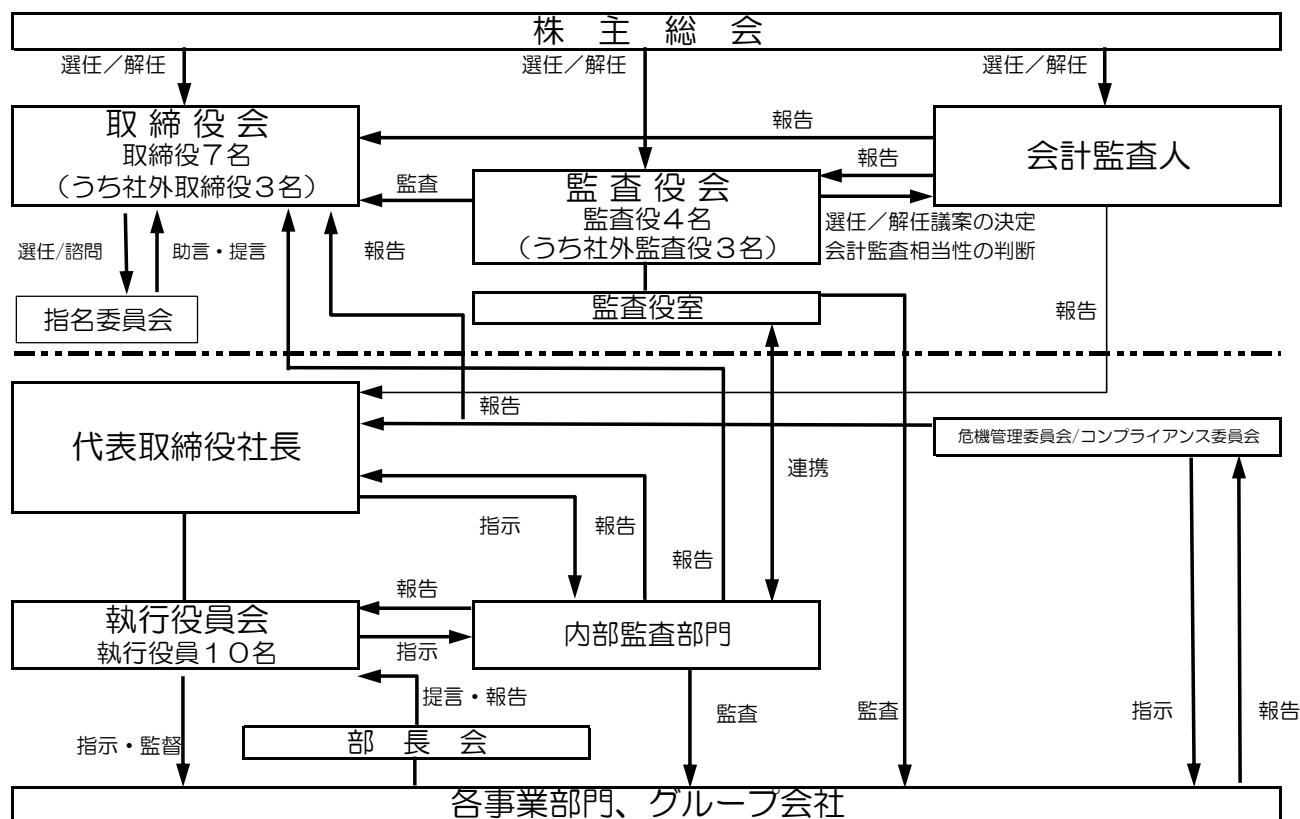 株 主 総 会
選任／解任
選任／解任
選任／解任
取 締 役 会
取締役７名
（うち社外取締役３名）
報告
会計監査人
報告
監査
監 査 役 会
監査役４名
（うち社外監査役３名）
選任／解任議案の決定
会計監査相当性の判断
選任/諮問
助言・提言
報告
指名委員会
監査役室
報告
代表取締役社長
報告
危機管理委員会/コンプライアンス委員会
連携
指示
報告
報告
報告
執行役員会
執行役員１０名
指示
内部監査部門
提言・報告
監査
監査
指示
報告
指示・監督
部 長 会
各事業部門、グループ会社